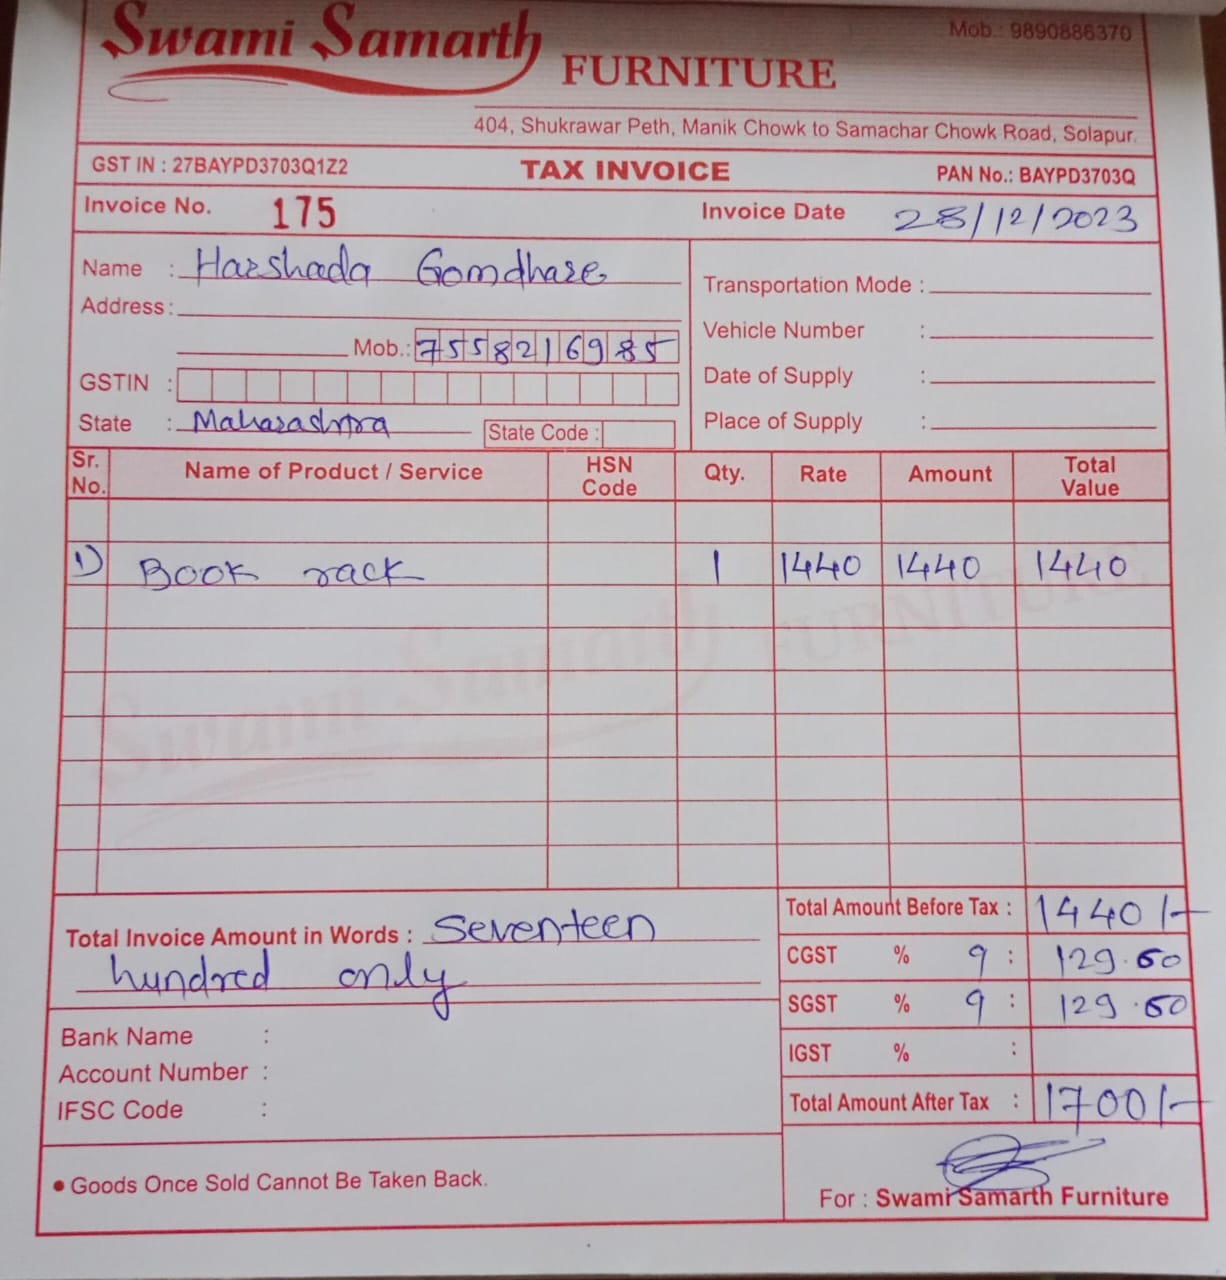 Swami Samarth
FURNITURE
Mob.: 9890886370
404, Shukrawar Peth, Manik Chowk to Samachar Chowk Road, Solapur.
GST IN : 27BAYPD3703Q1Z2 TAX INVOICE PAN No.: BAYPD3703Q
Invoice No. 175 Invoice Date 28/12/2023
Name : Harshada Gomdhare
Address :
Mob.: 7558216985
GSTIN :
State : Maharashtra State Code :
Transportation Mode :
Vehicle Number :
Date of Supply :
Place of Supply :
Sr. No. Name of Product / Service HSN Code Qty. Rate Amount Total Value
1) Book rack 1 1440 1440 1440
Swami Samarth FURNITURE
Total Invoice Amount in Words : Seventeen
hundred only
Bank Name :
Account Number :
IFSC Code :
• Goods Once Sold Cannot Be Taken Back.
Total Amount Before Tax : 1440/-
CGST % 9 : 129.60
SGST % 9 : 129.60
IGST % :
Total Amount After Tax : 1700/-
For : Swami Samarth Furniture